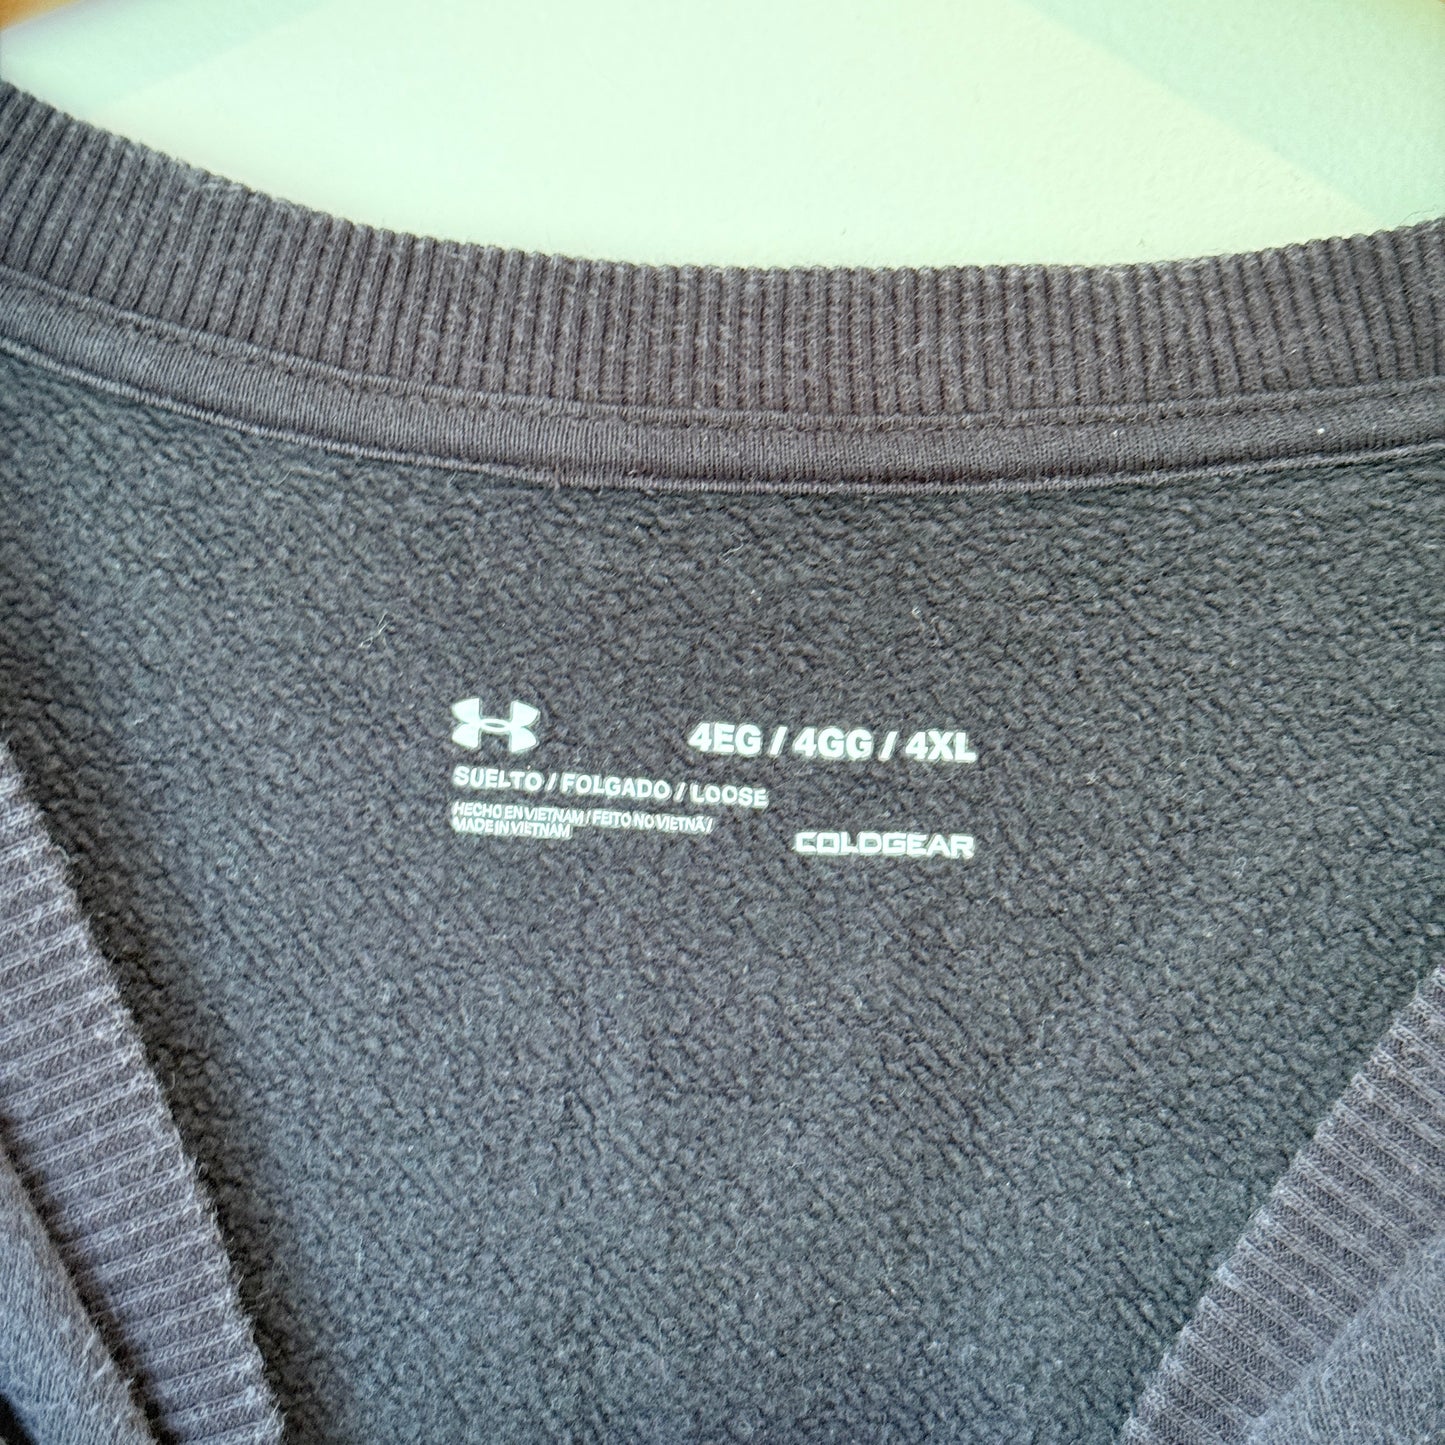 4EG / 4GG / 4XL
SUELTO / FOLGADO / LOOSE
HECHO EN VIETNAM / FEITO NO VIETNÃ /
MADE IN VIETNAM
COLDGEAR